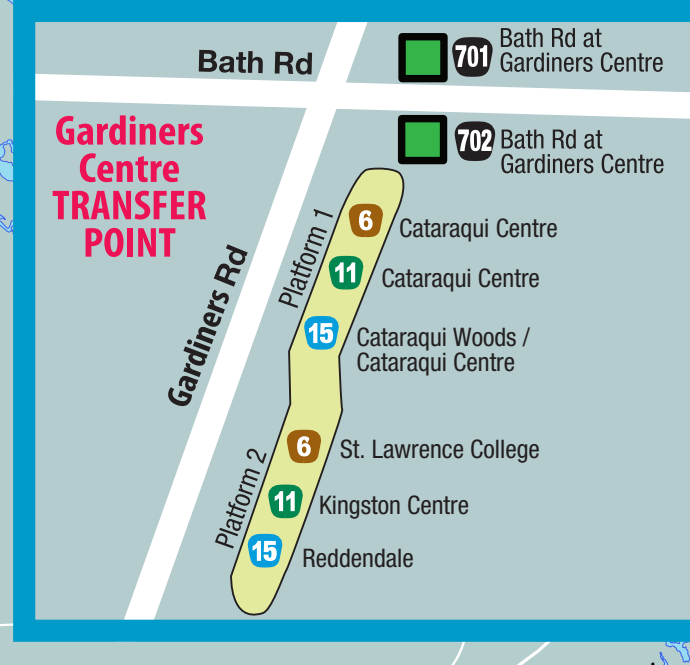 Bath Rd
701
Bath Rd at
Gardiners Centre
702
Bath Rd at
Gardiners Centre
Gardiners
Centre
TRANSFER
POINT
Gardiners Rd
Platform 1
6 Cataraqui Centre
11 Cataraqui Centre
15 Cataraqui Woods /
Cataraqui Centre
Platform 2
6 St. Lawrence College
11 Kingston Centre
15 Reddendale